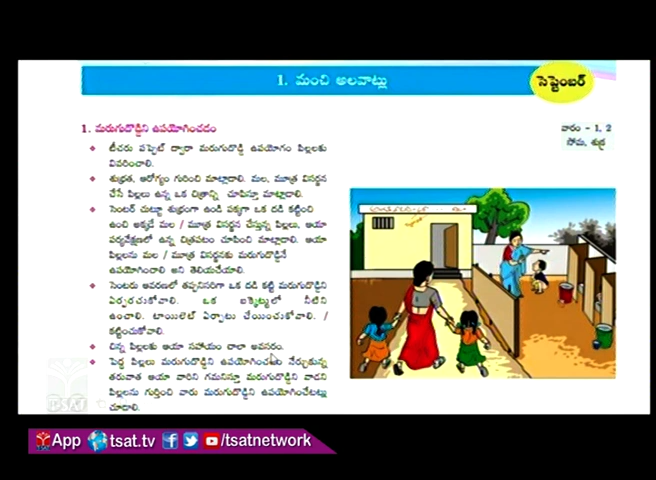 1. మంచి అలవాట్లు
సెప్టెంబర్
1. మరుగుదొడ్డిని ఉపయోగించడం
వారం - 1, 2
సోమ, శుక్ర
టీచరు పప్పెట్ ద్వారా మరుగుదొడ్డి ఉపయోగం పిల్లలకు
వివరించాలి.
శుభ్రత, ఆరోగ్యం గురించి మాట్లాడాలి. మల, మూత్ర విసర్జన
చేసే పిల్లలు ఉన్న ఒక చిత్రాన్ని చూపిస్తూ మాట్లాడాలి.
సెంటర్ చుట్టూ శుభ్రంగా ఉండి పక్కగా ఒక దడి కట్టించి
ఉంచి అక్కడే మల / మూత్ర విసర్జన చేస్తున్న పిల్లలు, ఆయా
పర్యవేక్షణలో ఉన్న చిత్రపటం చూపించి మాట్లాడాలి. ఆయా
పిల్లలను మల / మూత్ర విసర్జనకు మరుగుదొడ్డినే
ఉపయోగించాలి అని తెలియచేయాలి.
సెంటరు ఆవరణలో తప్పనిసరిగా ఒక దడి కట్టి మరుగుదొడ్డిని
ఏర్పరచుకోవాలి. ఒక బక్కెట్టులో నీటిని
ఉంచాలి. టాయిలెట్ ఏర్పాటు చేయించుకోవాలి. /
కట్టించుకోవాలి.
చిన్న పిల్లలకు ఆయా సహాయం చాలా అవసరం.
పెద్ద పిల్లలు మరుగుదొడ్డిని ఉపయోగించటం నేర్చుకున్న
తరువాత ఆయా వారిని గమనిస్తూ మరుగుదొడ్డి వాడని
పిల్లలను గుర్తించి వారు మరుగుదొడ్డిని ఉపయోగించేటట్లు
చూడాలి.
TSAT
App tsat.tv /tsatnetwork